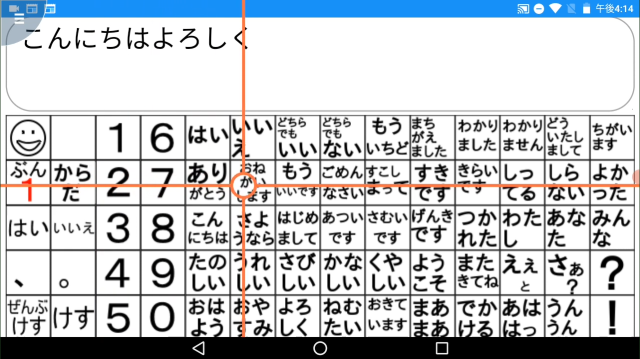 午後4:14
こんにちはよろしく
1 6 はい いいえ どちらでもいい どちらでもない もういちど まちがえました わかりました わかりません どういたしまして ちがいます
ぶん1 からだ 2 7 ありがとう おねがいします もういいです ごめんなさい すこしまって すきです きらいです しってる しらない よかった
はい いいえ 3 8 こんにちは さようなら はじめまして あついです さむいです げんきです つかれた わたし あなた みんな
、 。 4 9 たのしい うれしい さびしい かなしい くやしい ようこそ またきてね ええと さぁ? ?
ぜんぶけす けす 5 0 おはよう おやすみ よろしく ねむたい おきています まあまあ でかける あははっ うんうん !